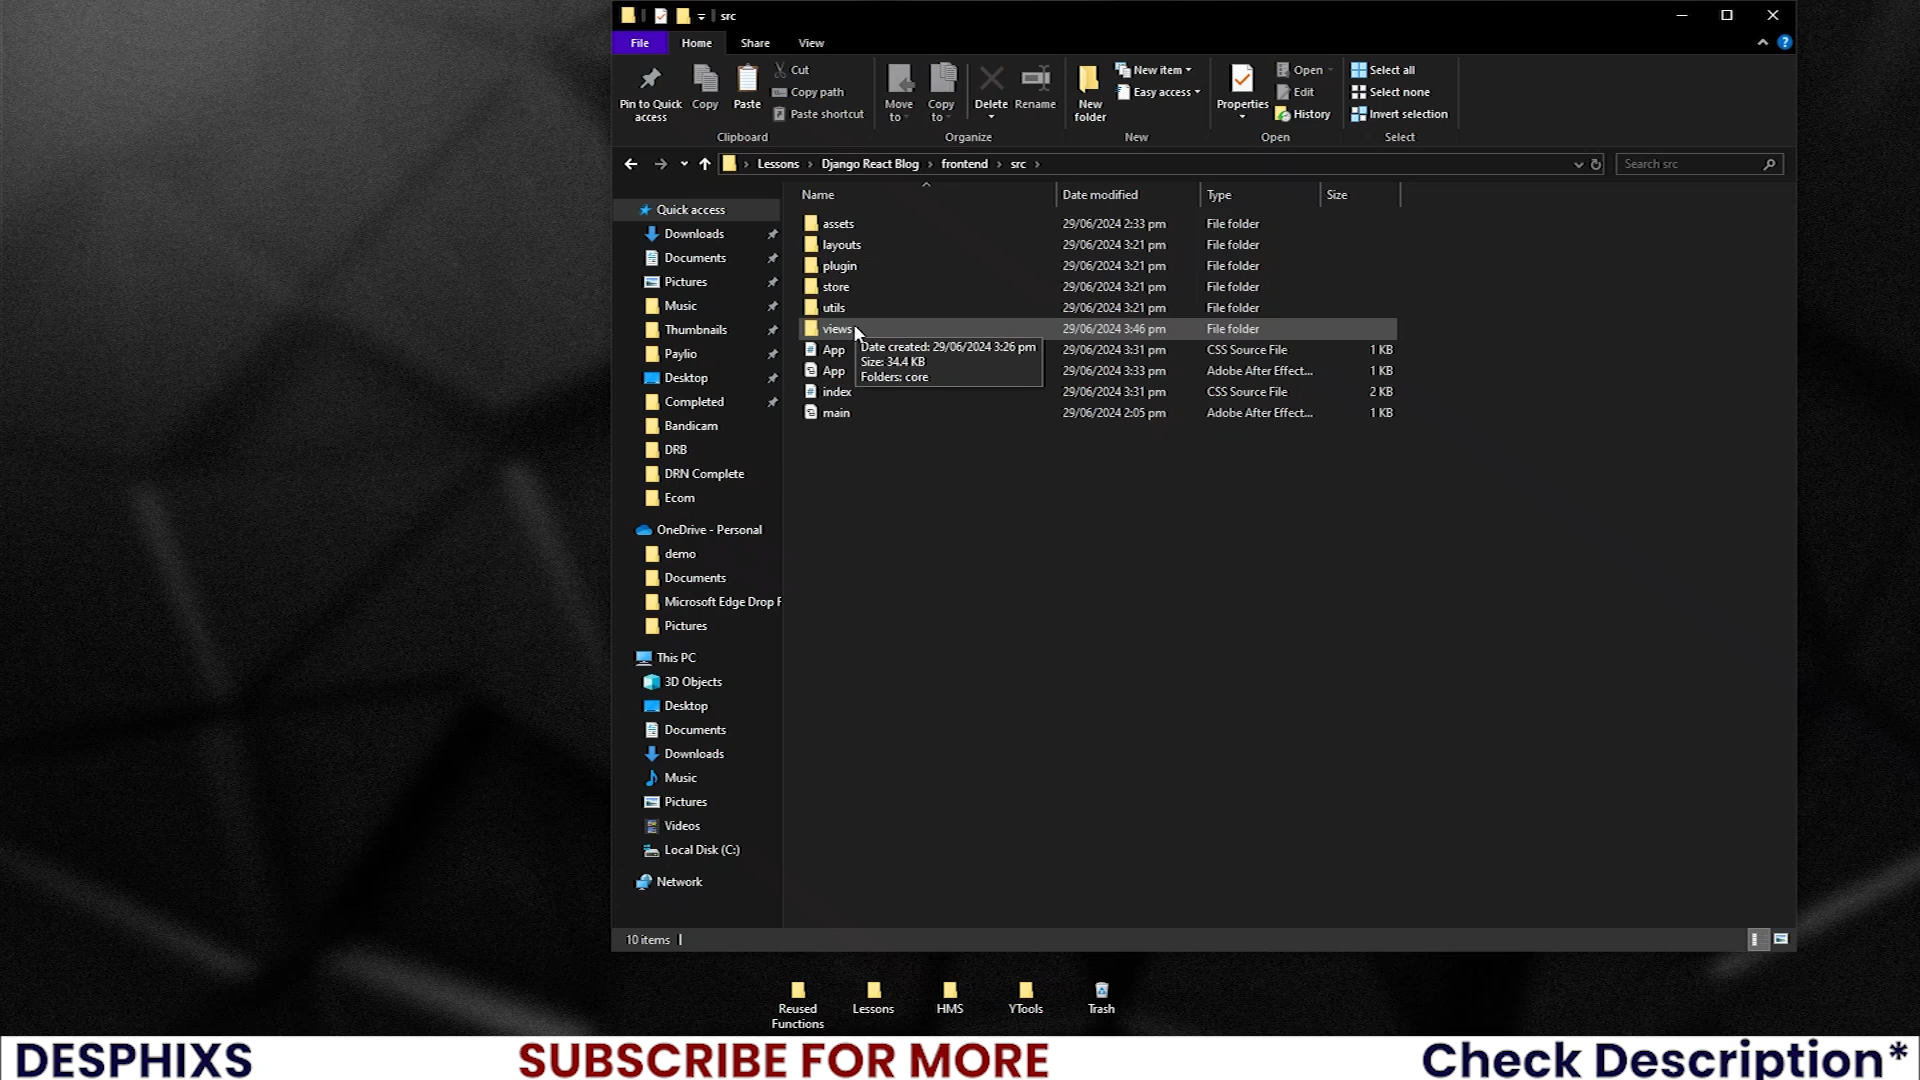 src
File Home Share View
Pin to Quick access
Copy
Paste
Cut
Copy path
Paste shortcut
Clipboard
Move to
Copy to
Delete
Rename
Organize
New folder
New item
Easy access
New
Properties
Open
Edit
History
Open
Select all
Select none
Invert selection
Select
Lessons › Django React Blog › frontend › src ›
Search src
Name Date modified Type Size
Quick access
Downloads
Documents
Pictures
Music
Thumbnails
Paylio
Desktop
Completed
Bandicam
DRB
DRN Complete
Ecom
OneDrive - Personal
demo
Documents
Microsoft Edge Drop F
Pictures
This PC
3D Objects
Desktop
Documents
Downloads
Music
Pictures
Videos
Local Disk (C:)
Network
assets 29/06/2024 2:33 pm File folder
layouts 29/06/2024 3:21 pm File folder
plugin 29/06/2024 3:21 pm File folder
store 29/06/2024 3:21 pm File folder
utils 29/06/2024 3:21 pm File folder
views 29/06/2024 3:46 pm File folder
App 29/06/2024 3:31 pm CSS Source File 1 KB
App 29/06/2024 3:33 pm Adobe After Effect... 1 KB
index 29/06/2024 3:31 pm CSS Source File 2 KB
main 29/06/2024 2:05 pm Adobe After Effect... 1 KB
Date created: 29/06/2024 3:26 pm
Size: 34.4 KB
Folders: core
10 items
Reused Functions
Lessons
HMS
YTools
Trash
DESPHIXS
SUBSCRIBE FOR MORE
Check Description*